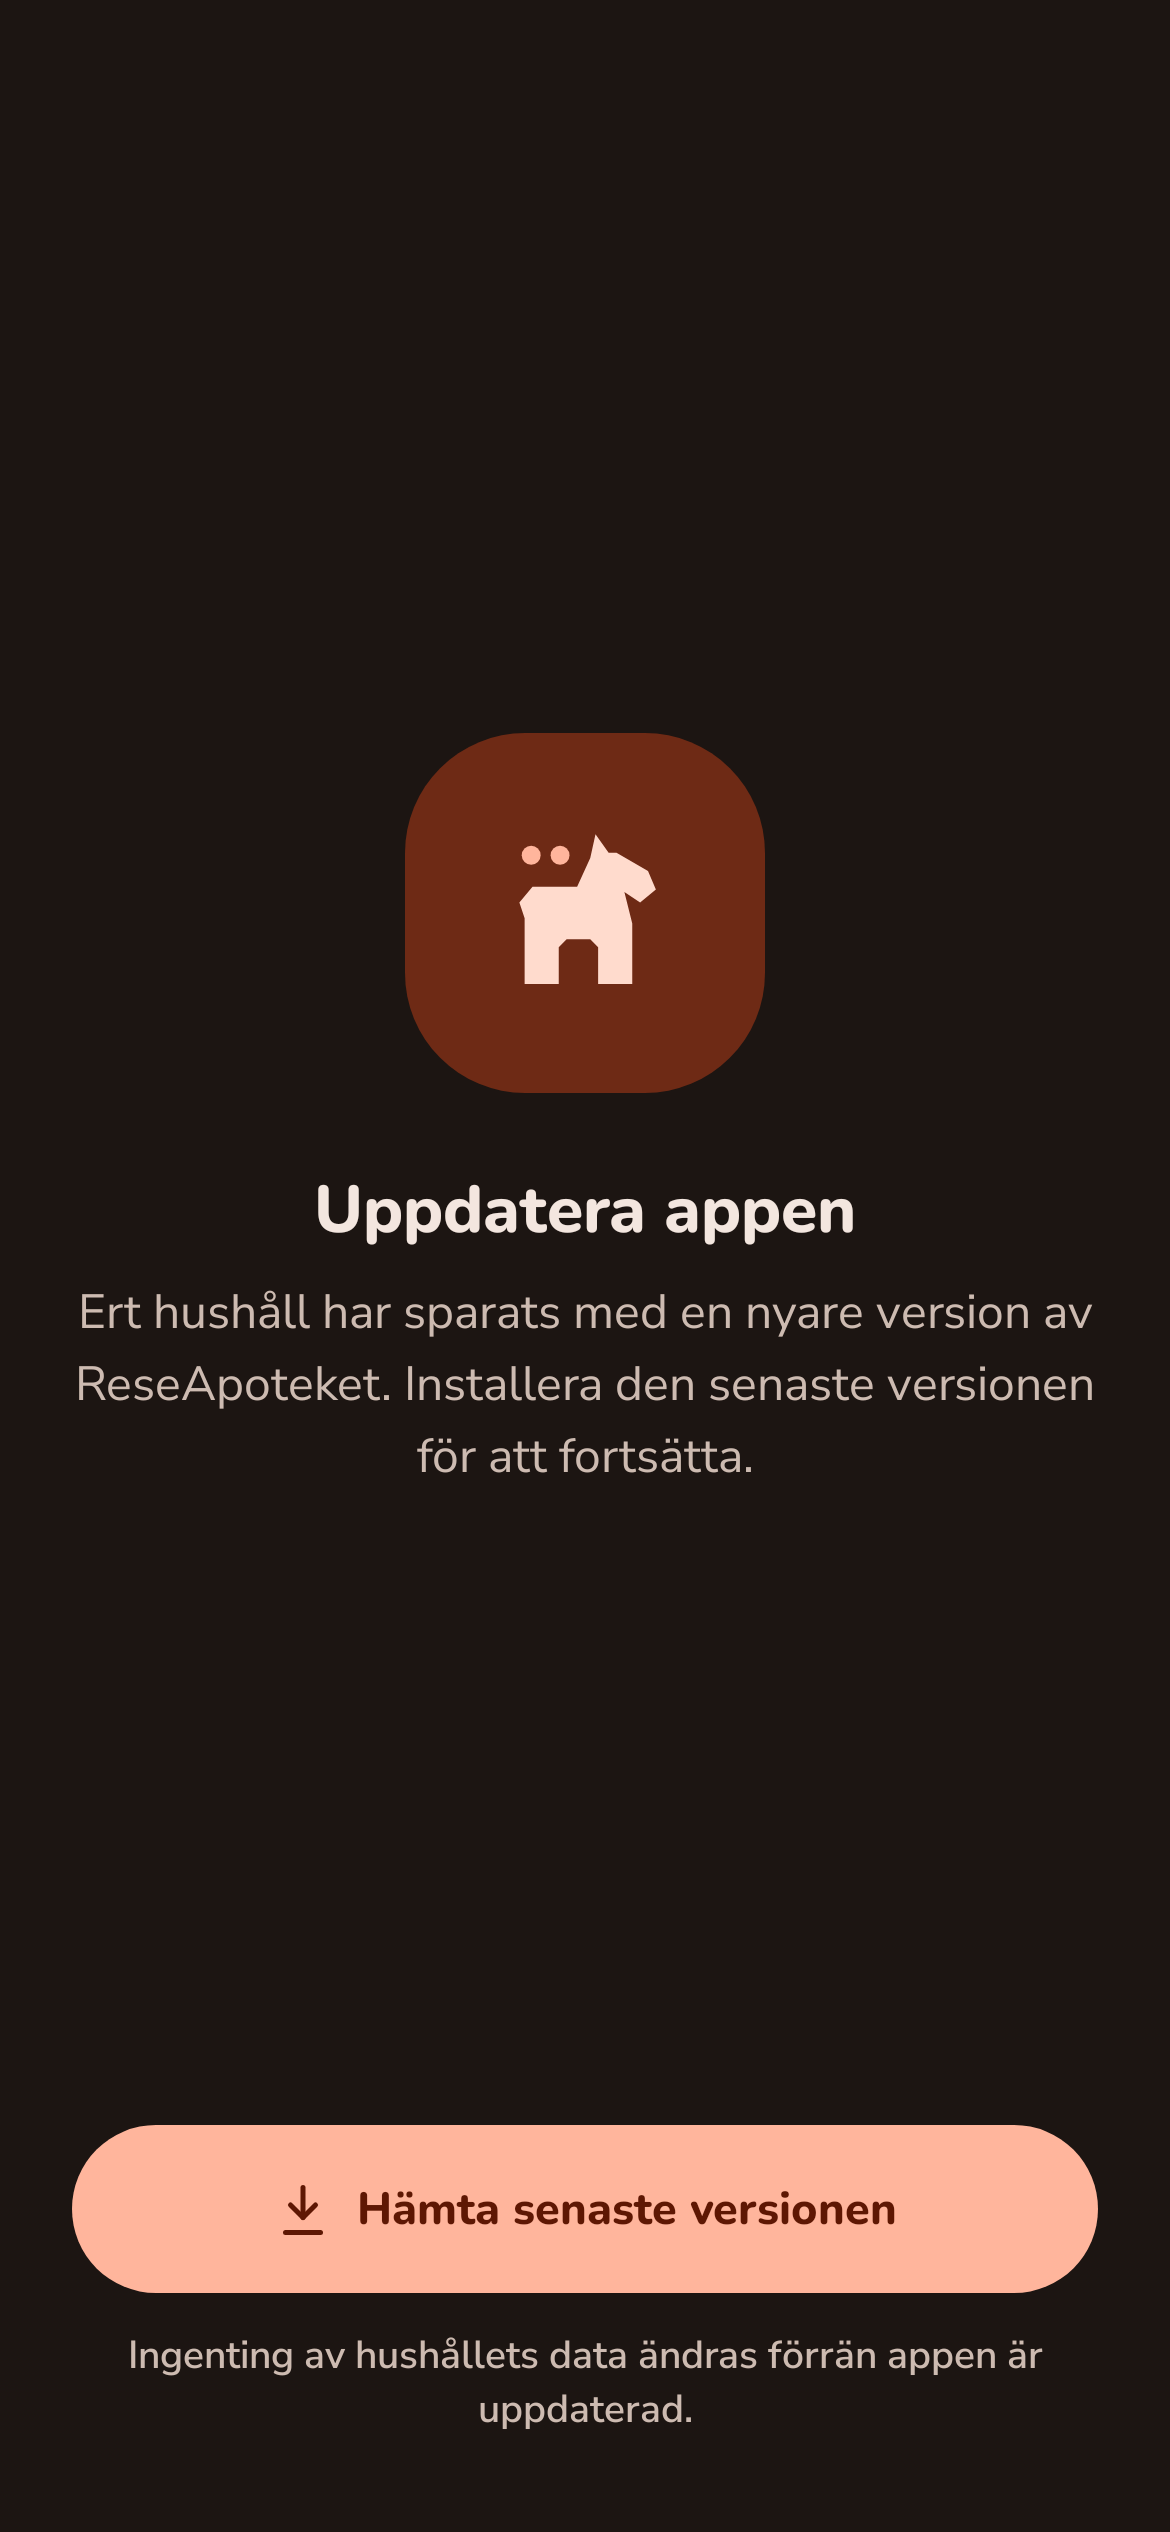 Uppdatera appen
Ert hushåll har sparats med en nyare version av
ReseApoteket. Installera den senaste versionen
för att fortsätta.
Hämta senaste versionen
Ingenting av hushållets data ändras förrän appen är
uppdaterad.